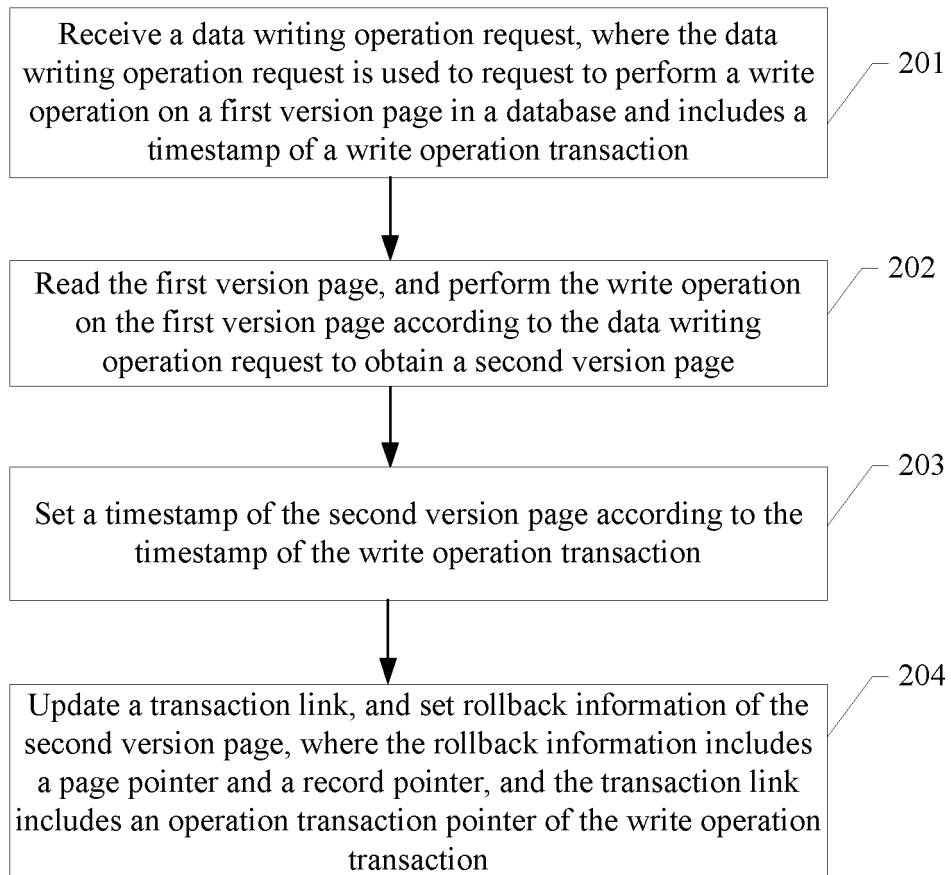 Receive a data writing operation request, where the data
writing operation request is used to request to perform a write
operation on a first version page in a database and includes a
timestamp of a write operation transaction
201
Read the first version page, and perform the write operation
on the first version page according to the data writing
operation request to obtain a second version page
202
Set a timestamp of the second version page according to the
timestamp of the write operation transaction
203
Update a transaction link, and set rollback information of the
second version page, where the rollback information includes
a page pointer and a record pointer, and the transaction link
includes an operation transaction pointer of the write operation
transaction
204